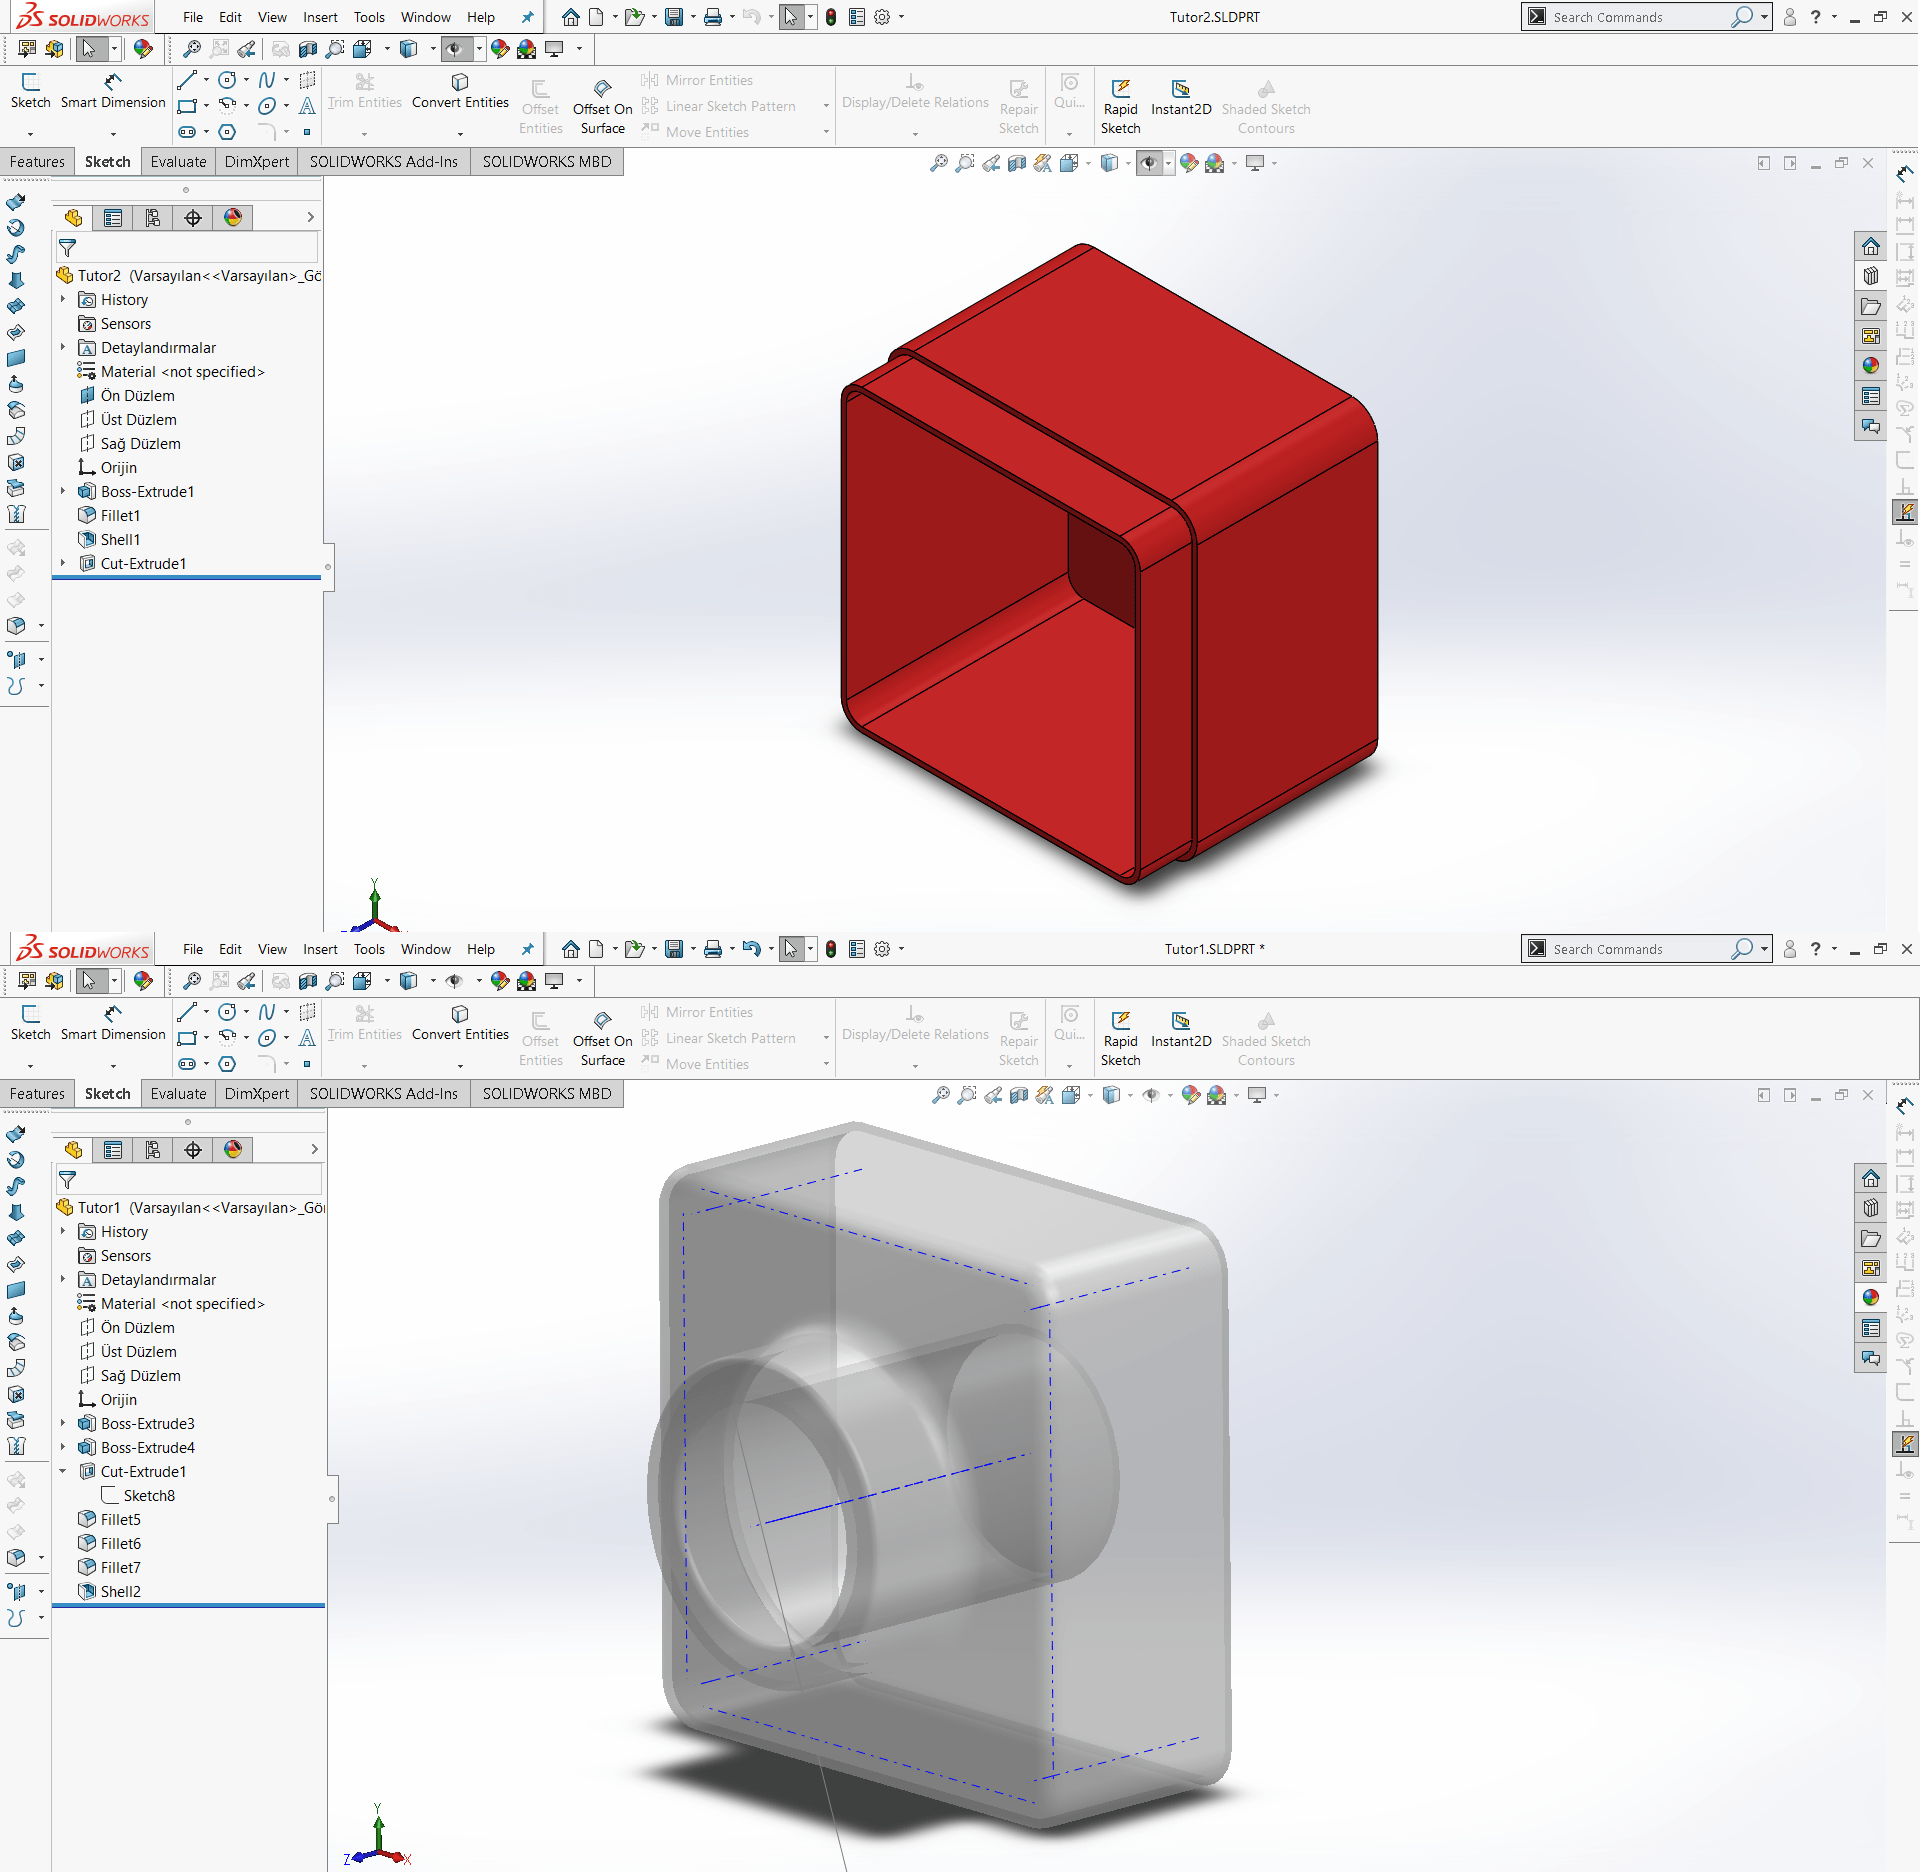 SOLIDWORKS File Edit View Insert Tools Window Help Tutor2.SLDPRT Search Commands ?
Sketch Smart Dimension Trim Entities Convert Entities Offset Entities Offset On Surface Mirror Entities Linear Sketch Pattern Move Entities Display/Delete Relations Repair Sketch Qui... Rapid Sketch Instant2D Shaded Sketch Contours
Features Sketch Evaluate DimXpert SOLIDWORKS Add-Ins SOLIDWORKS MBD
Tutor2 (Varsayılan<<Varsayılan>_Gö
History
Sensors
Detaylandırmalar
Material <not specified>
Ön Düzlem
Üst Düzlem
Sağ Düzlem
Orijin
Boss-Extrude1
Fillet1
Shell1
Cut-Extrude1
Y
SOLIDWORKS File Edit View Insert Tools Window Help Tutor1.SLDPRT * Search Commands ?
Sketch Smart Dimension Trim Entities Convert Entities Offset Entities Offset On Surface Mirror Entities Linear Sketch Pattern Move Entities Display/Delete Relations Repair Sketch Qui... Rapid Sketch Instant2D Shaded Sketch Contours
Features Sketch Evaluate DimXpert SOLIDWORKS Add-Ins SOLIDWORKS MBD
Tutor1 (Varsayılan<<Varsayılan>_Gö
History
Sensors
Detaylandırmalar
Material <not specified>
Ön Düzlem
Üst Düzlem
Sağ Düzlem
Orijin
Boss-Extrude3
Boss-Extrude4
Cut-Extrude1
Sketch8
Fillet5
Fillet6
Fillet7
Shell2
Y
Z X